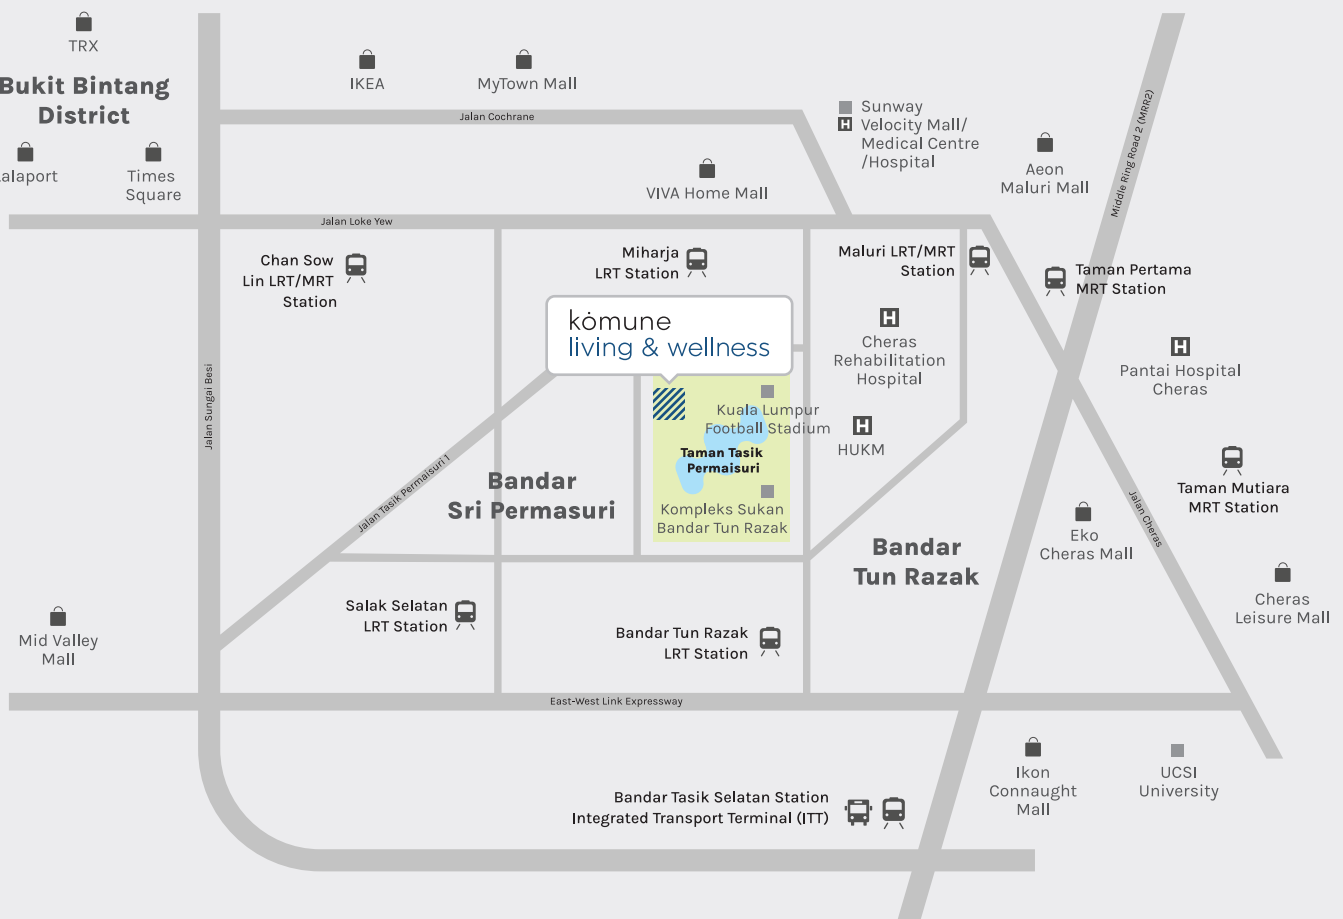 TRX
Bukit Bintang
District
alaport
Times
Square
IKEA
MyTown Mall
Jalan Cochrane
Sunway
H Velocity Mall/
Medical Centre
/Hospital
Aeon
Maluri Mall
Middle Ring Road 2 (MRR2)
VIVA Home Mall
Jalan Loke Yew
Chan Sow
Lin LRT/MRT
Station
Miharja
LRT Station
Maluri LRT/MRT
Station
Taman Pertama
MRT Station
komune
living & wellness
H
Cheras
Rehabilitation
Hospital
H
Pantai Hospital
Cheras
Jalan Sungai Besi
Kuala Lumpur
Football Stadium
H
HUKM
Taman Tasik
Permaisuri
Jalan Tasik Permaisuri 1
Bandar
Sri Permasuri
Kompleks Sukan
Bandar Tun Razak
Taman Mutiara
MRT Station
Jalan Cheras
Eko
Cheras Mall
Bandar
Tun Razak
Cheras
Leisure Mall
Salak Selatan
LRT Station
Bandar Tun Razak
LRT Station
Mid Valley
Mall
East-West Link Expressway
Ikon
Connaught
Mall
UCSI
University
Bandar Tasik Selatan Station
Integrated Transport Terminal (ITT)